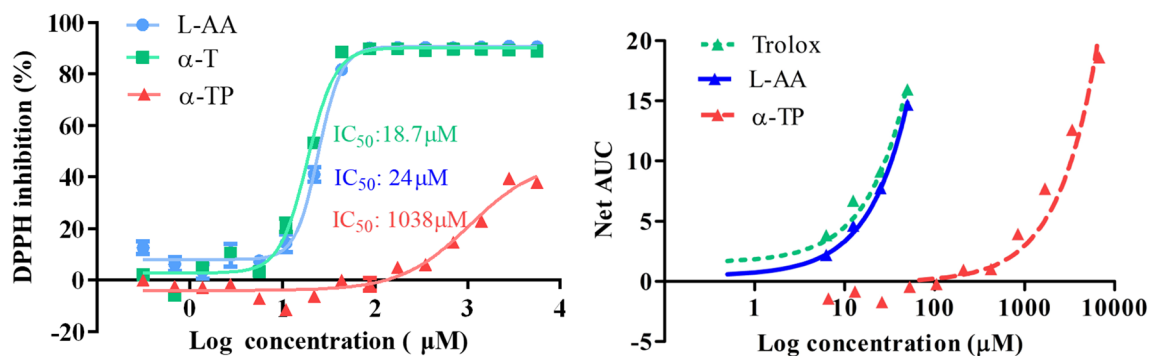 DPPH inhibition (%)
100
80
60
40
20
0
-20
L-AA
α-T
α-TP
IC50:18.7μM
IC50: 24μM
IC50: 1038μM
0
1
2
3
4
Log concentration ( μM)
Net AUC
20
15
10
5
0
-5
Trolox
L-AA
α-TP
1
10
100
1000
10000
Log concentration (μM)